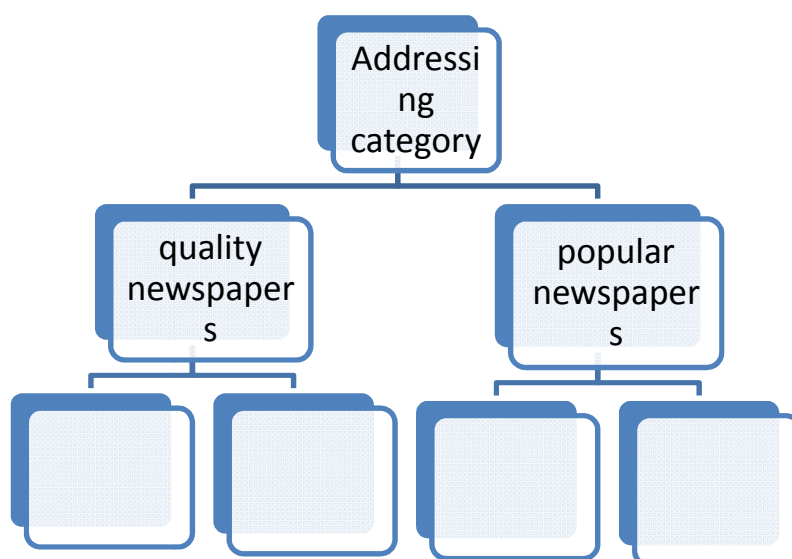 Addressi
ng
category
quality
newspaper
s
popular
newspaper
s